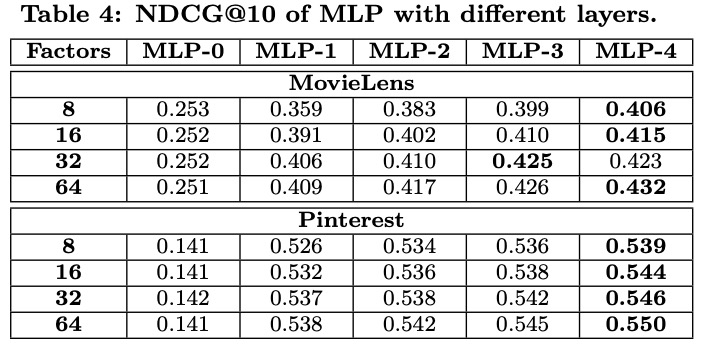 Table 4: NDCG@10 of MLP with different layers.
Factors MLP-0 MLP-1 MLP-2 MLP-3 MLP-4
MovieLens
8 0.253 0.359 0.383 0.399 0.406
16 0.252 0.391 0.402 0.410 0.415
32 0.252 0.406 0.410 0.425 0.423
64 0.251 0.409 0.417 0.426 0.432
Pinterest
8 0.141 0.526 0.534 0.536 0.539
16 0.141 0.532 0.536 0.538 0.544
32 0.142 0.537 0.538 0.542 0.546
64 0.141 0.538 0.542 0.545 0.550